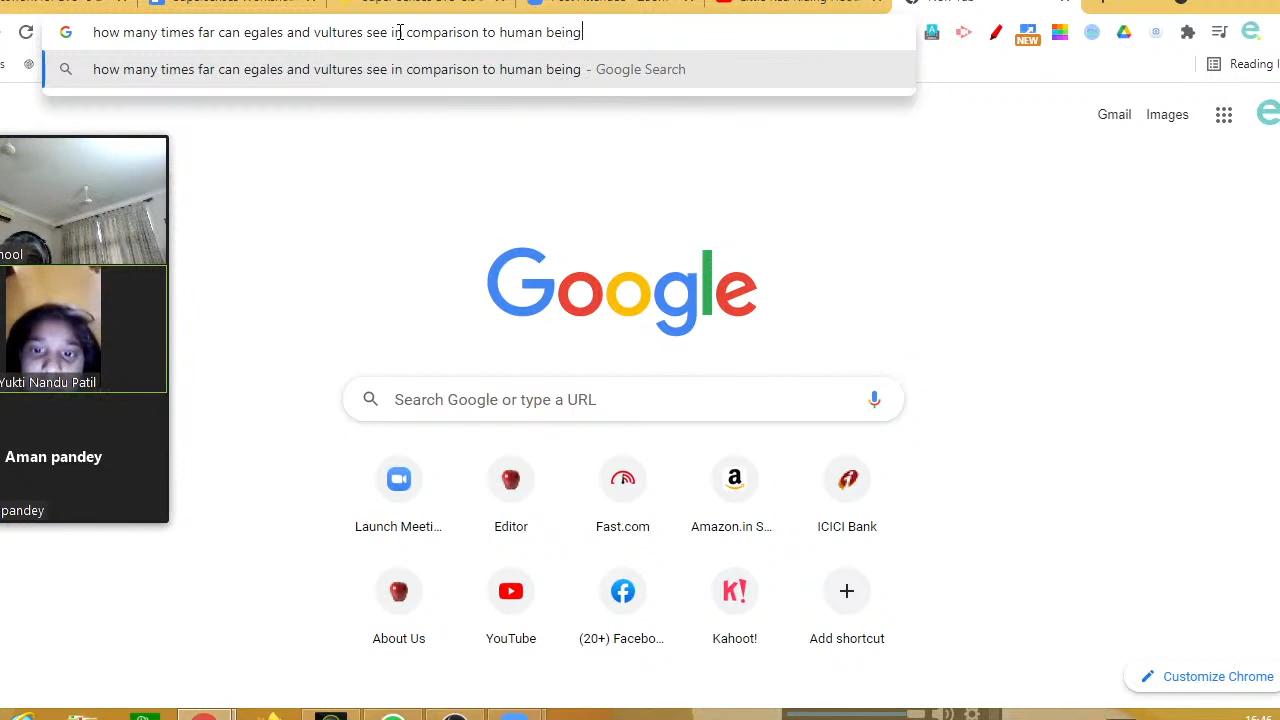 how many times far can egales and vultures see in comparison to human being
how many times far can egales and vultures see in comparison to human being - Google Search
NEW
Reading l
Gmail Images
hool
Google
Yukti Nandu Patil
Search Google or type a URL
Aman pandey
pandey
Launch Meeti... Editor Fast.com Amazon.in S... ICICI Bank
About Us YouTube (20+) Facebo... Kahoot! Add shortcut
Customize Chrome